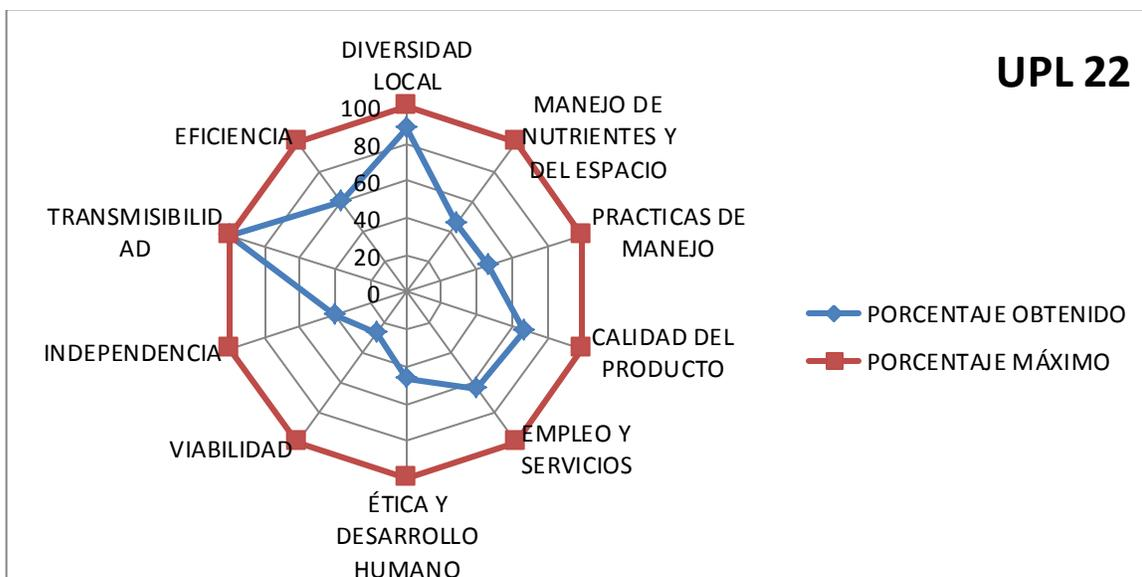 UPL 22
DIVERSIDAD
LOCAL
MANEJO DE
NUTRIENTES Y
DEL ESPACIO
PRACTICAS DE
MANEJO
CALIDAD DEL
PRODUCTO
EMPLEO Y
SERVICIOS
ÉTICA Y
DESARROLLO
HUMANO
VIABILIDAD
INDEPENDENCIA
TRANSMISIBILID
AD
EFICIENCIA
100
80
60
40
20
0
PORCENTAJE OBTENIDO
PORCENTAJE MÁXIMO